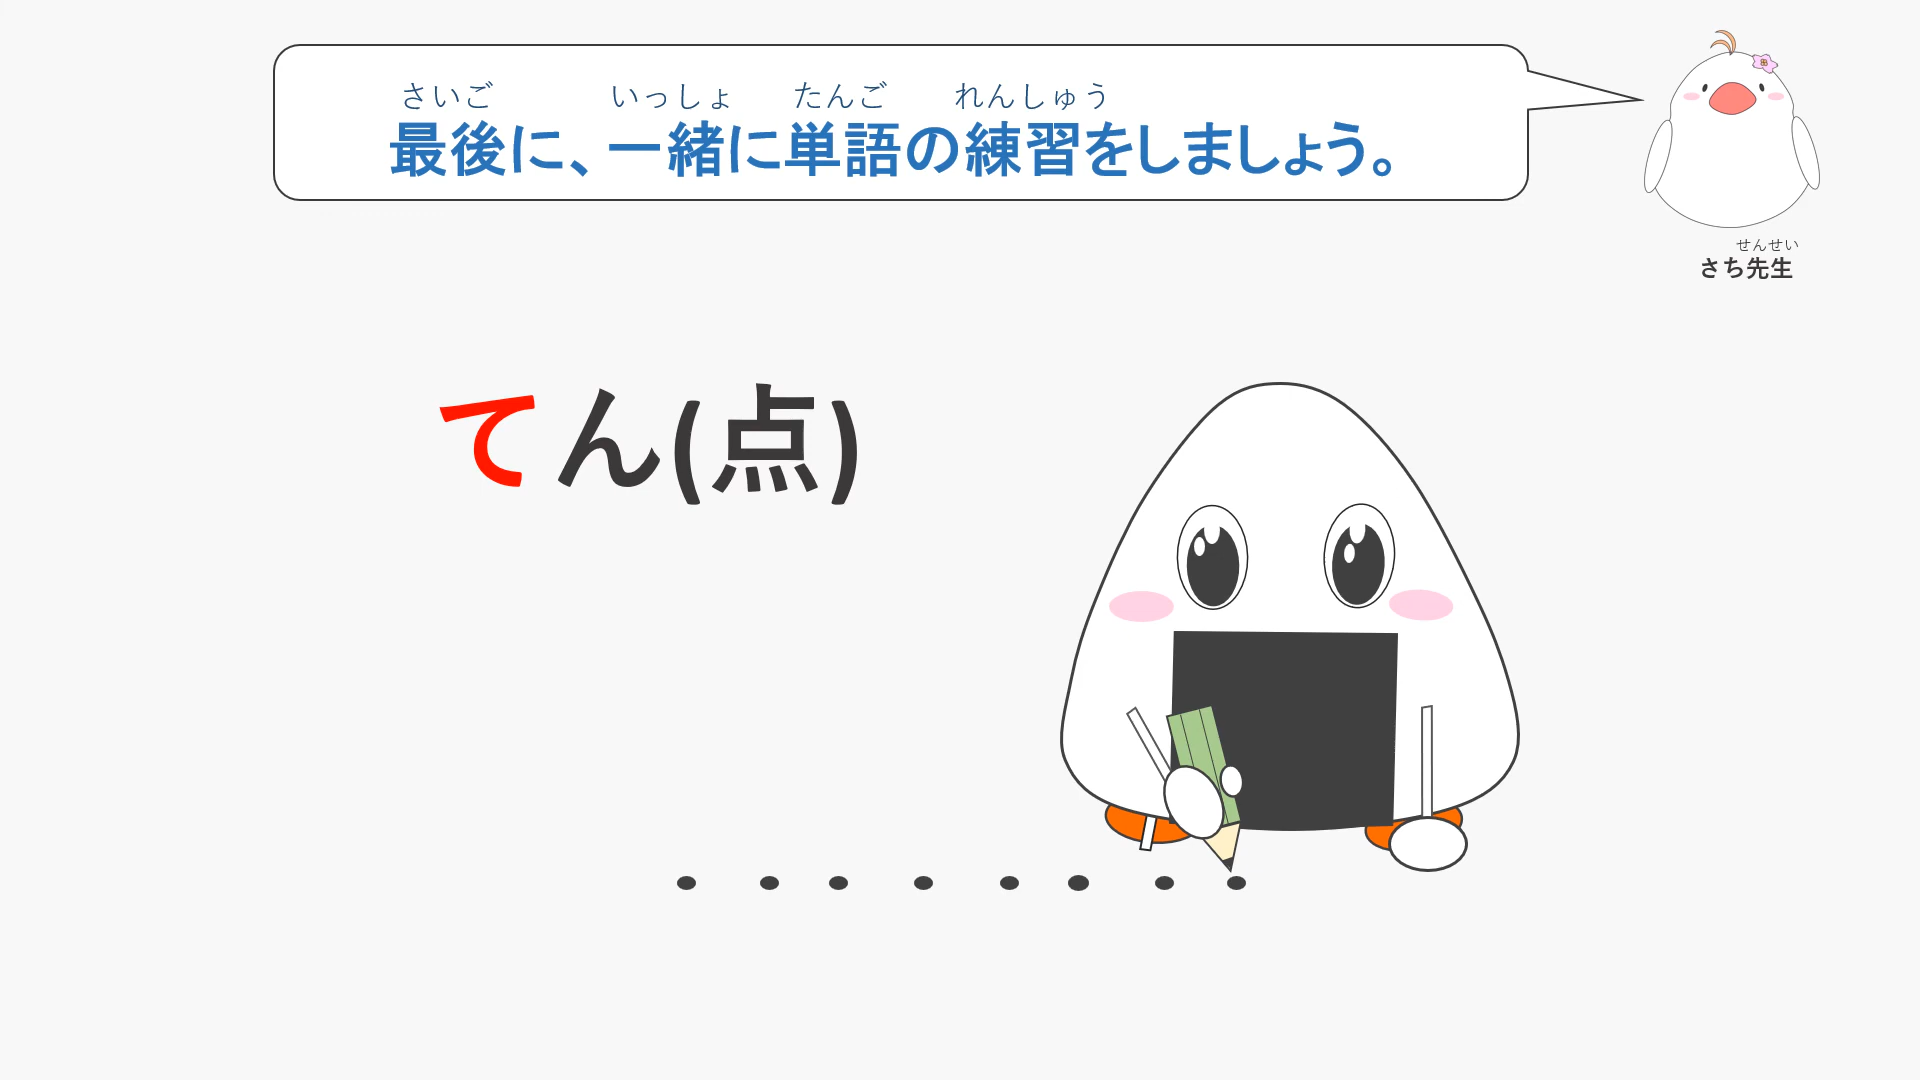 さいご いっしょ たんご れんしゅう
最後に、一緒に単語の練習をしましょう。
せんせい
さち先生
てん(点)